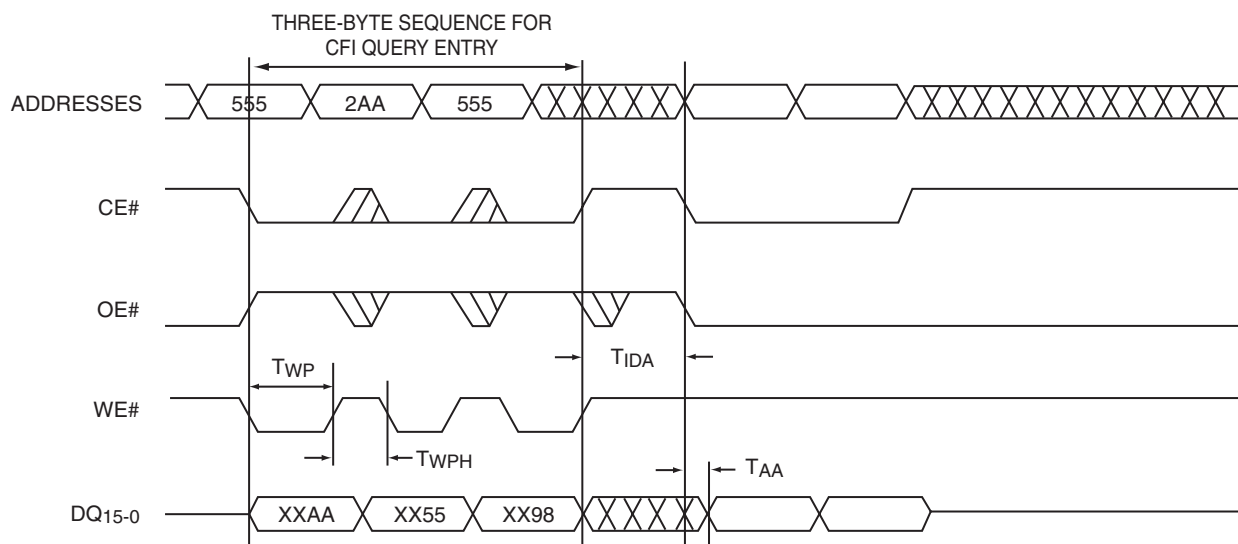 THREE-BYTE SEQUENCE FOR
CFI QUERY ENTRY
ADDRESSES
555
2AA
555
CE#
OE#
TIDA
TWP
WE#
TWPH
TAA
DQ15-0
XXAA
XX55
XX98